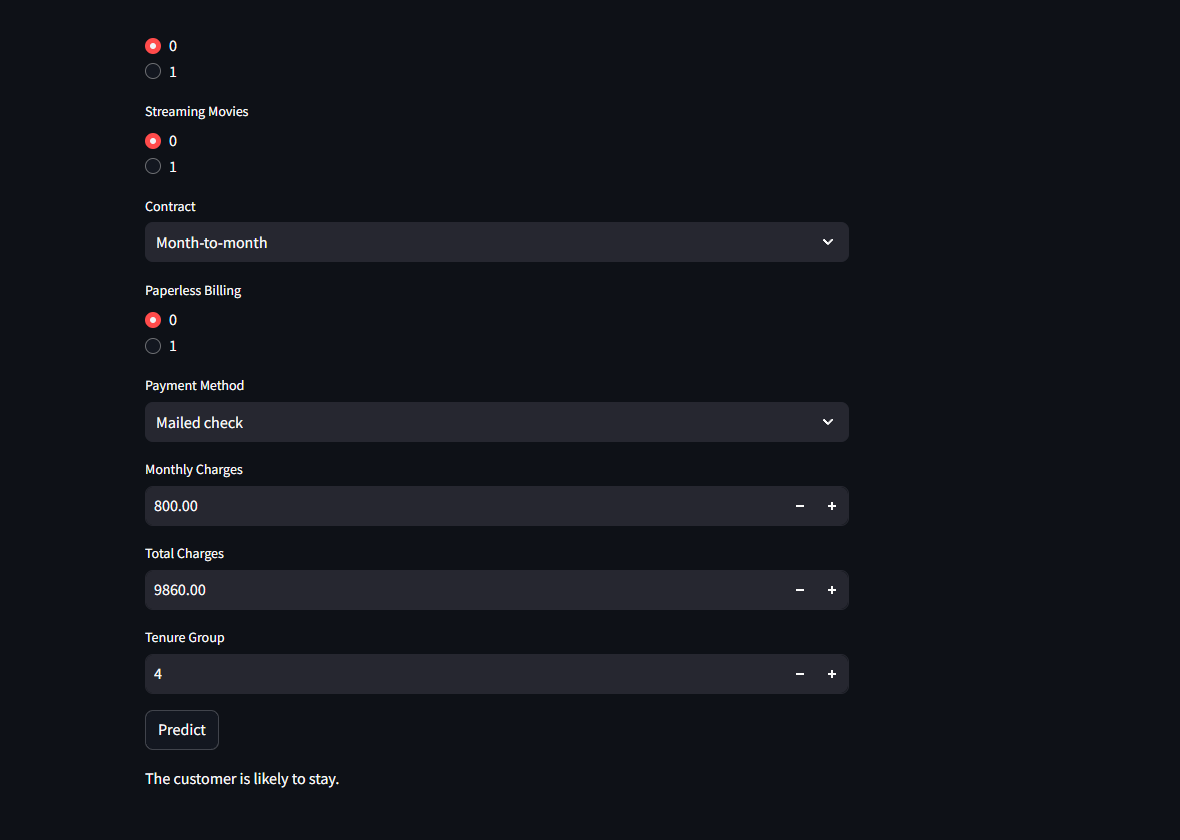 0
1
Streaming Movies
0
1
Contract
Month-to-month
Paperless Billing
0
1
Payment Method
Mailed check
Monthly Charges
800.00
Total Charges
9860.00
Tenure Group
4
Predict
The customer is likely to stay.